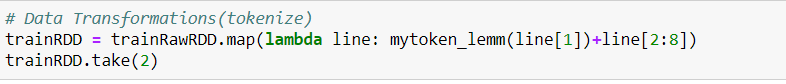 # Data Transformations(tokenize)
trainRDD = trainRawRDD.map(lambda line: mytoken_lemm(line[1])+line[2:8])
trainRDD.take(2)